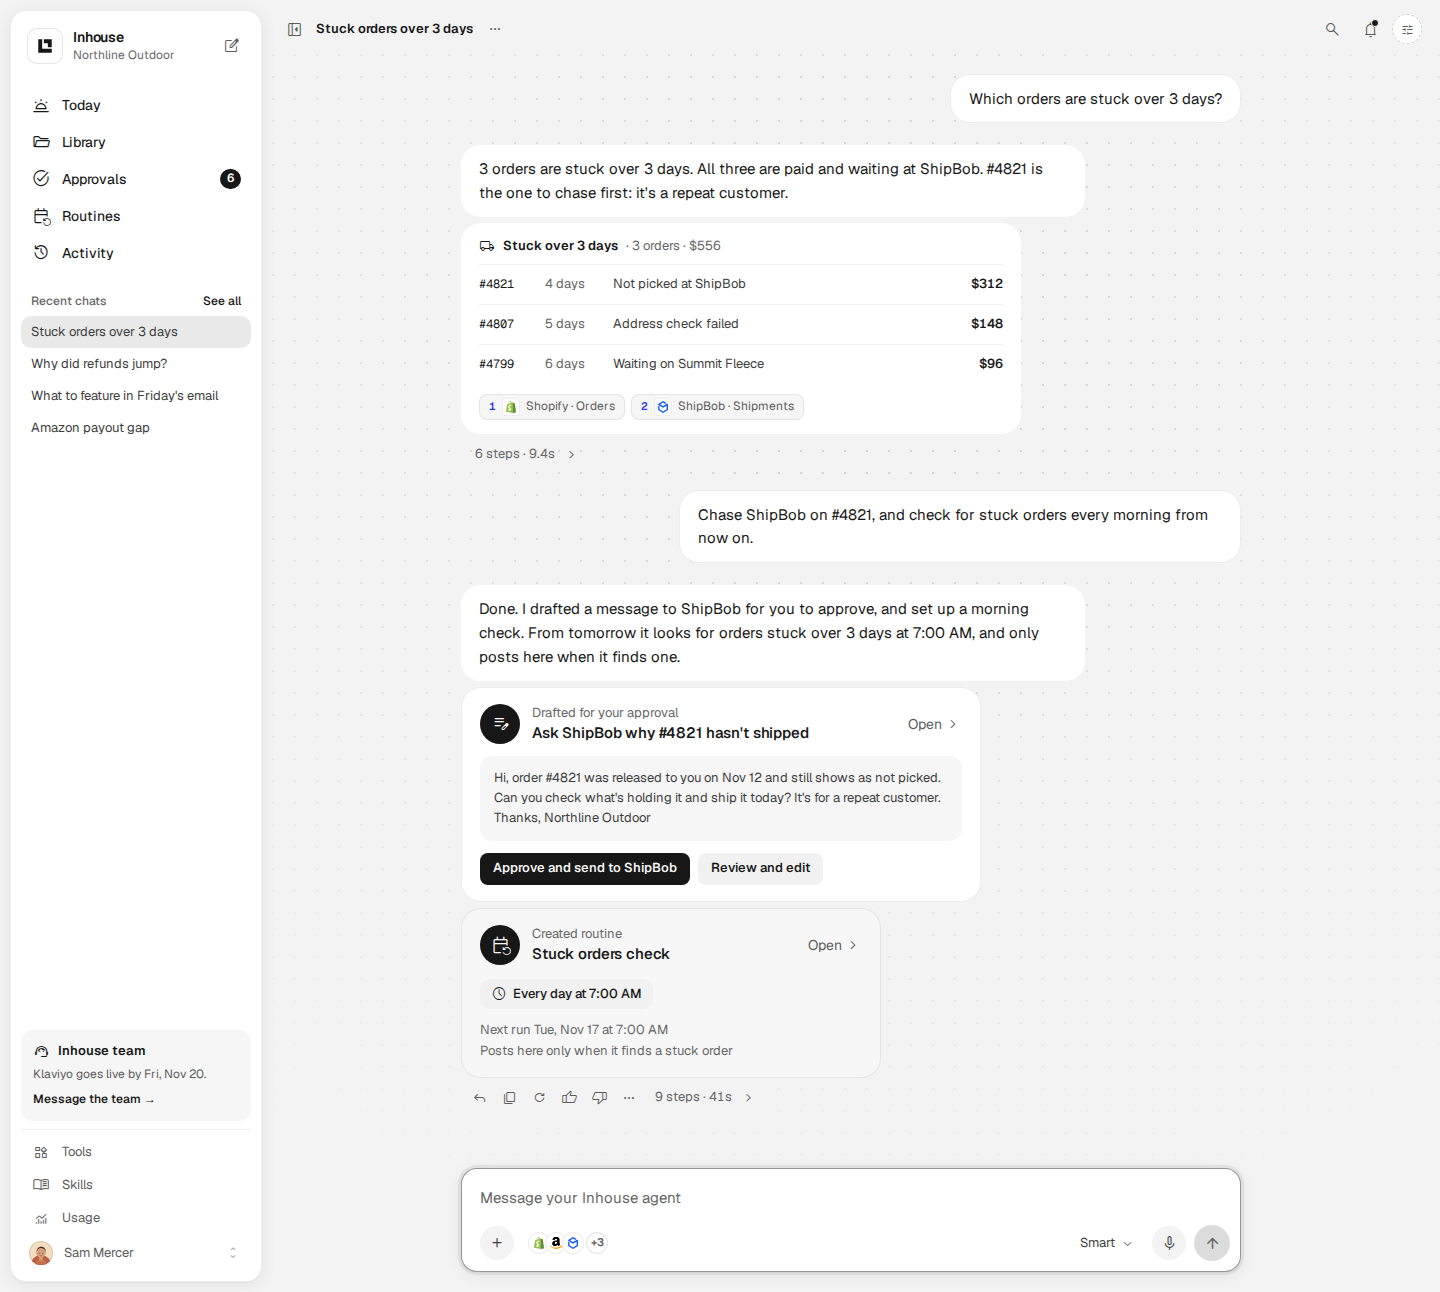 Inhouse
Northline Outdoor
Today
Library
Approvals 6
Routines
Activity
Recent chats See all
Stuck orders over 3 days
Why did refunds jump?
What to feature in Friday's email
Amazon payout gap
Inhouse team
Klaviyo goes live by Fri, Nov 20.
Message the team →
Tools
Skills
Usage
Sam Mercer
Stuck orders over 3 days ···
Which orders are stuck over 3 days?
3 orders are stuck over 3 days. All three are paid and waiting at ShipBob. #4821 is
the one to chase first: it's a repeat customer.
Stuck over 3 days · 3 orders · $556
#4821 4 days Not picked at ShipBob $312
#4807 5 days Address check failed $148
#4799 6 days Waiting on Summit Fleece $96
1 Shopify · Orders 2 ShipBob · Shipments
6 steps · 9.4s
Chase ShipBob on #4821, and check for stuck orders every morning from
now on.
Done. I drafted a message to ShipBob for you to approve, and set up a morning
check. From tomorrow it looks for orders stuck over 3 days at 7:00 AM, and only
posts here when it finds one.
Drafted for your approval
Ask ShipBob why #4821 hasn't shipped
Open
Hi, order #4821 was released to you on Nov 12 and still shows as not picked.
Can you check what's holding it and ship it today? It's for a repeat customer.
Thanks, Northline Outdoor
Approve and send to ShipBob Review and edit
Created routine
Stuck orders check
Open
Every day at 7:00 AM
Next run Tue, Nov 17 at 7:00 AM
Posts here only when it finds a stuck order
9 steps · 41s
Message your Inhouse agent
+ a +3 Smart